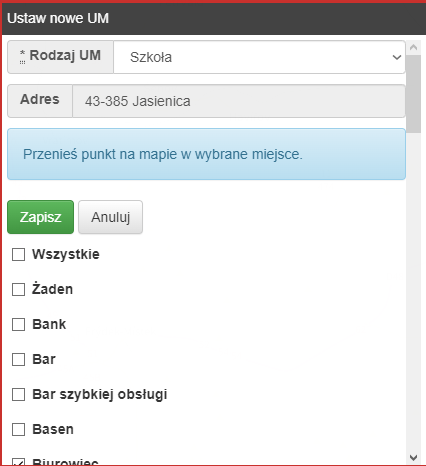 Ustaw nowe UM
* Rodzaj UM Szkoła
Adres 43-385 Jasienica
Przenieś punkt na mapie w wybrane miejsce.
Zapisz Anuluj
Wszystkie
Żaden
Bank
Bar
Bar szybkiej obsługi
Basen
Biurowiec